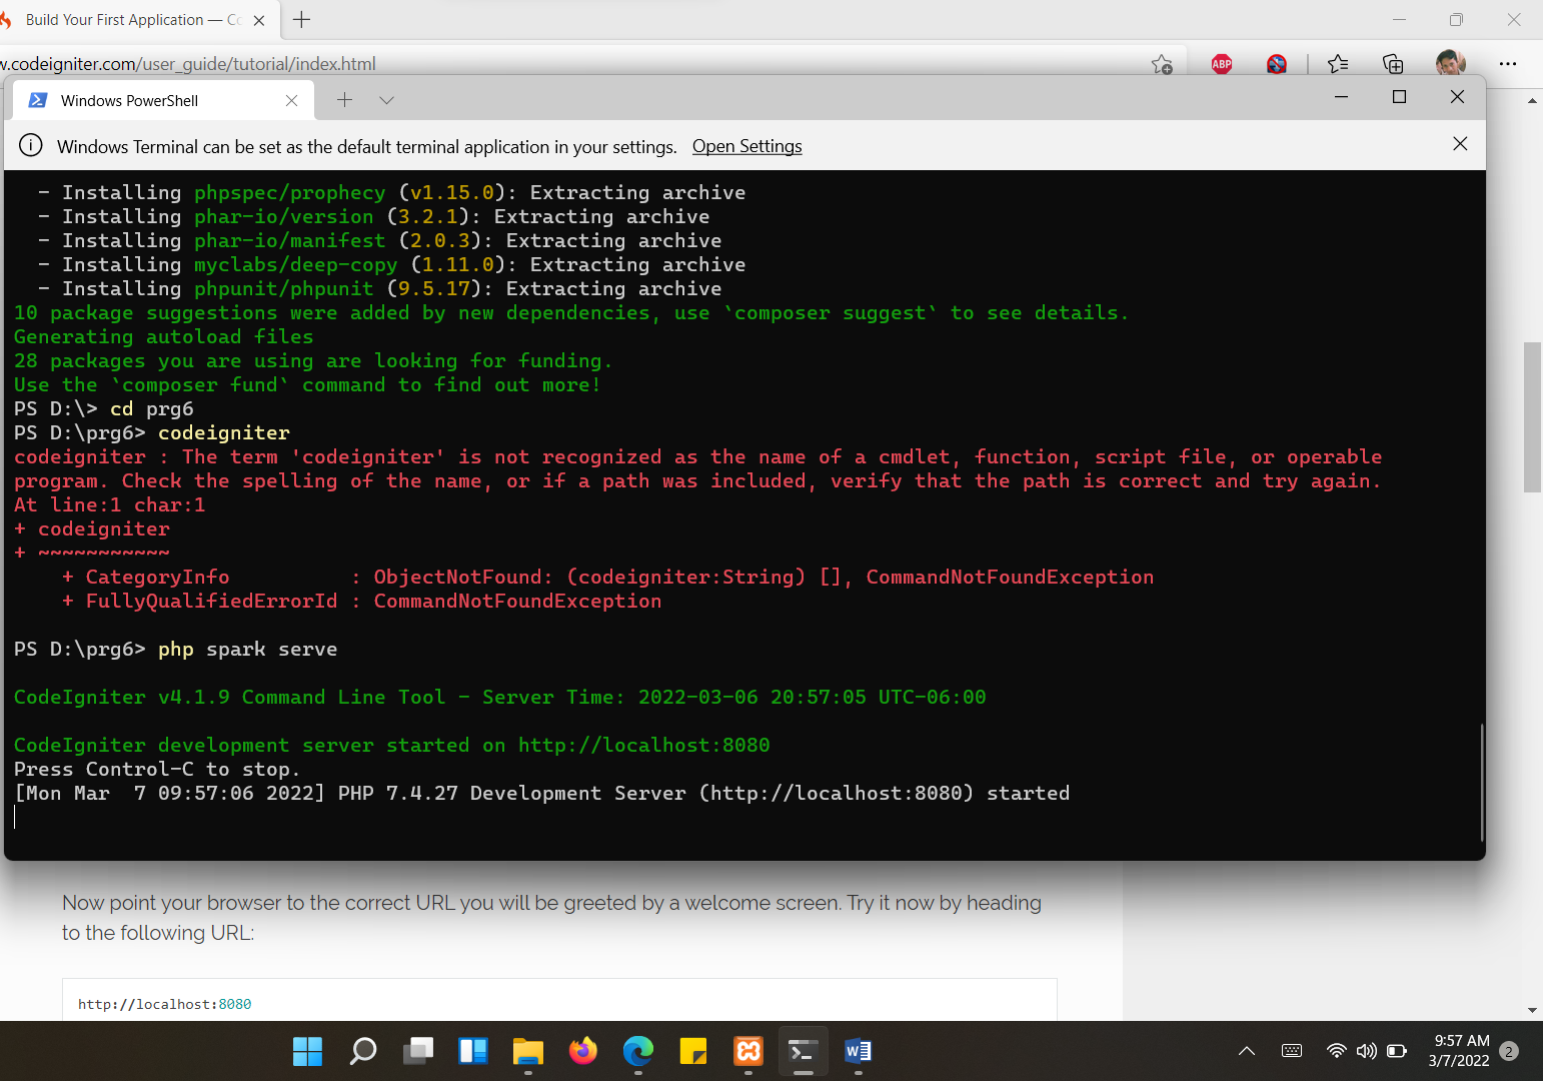 Build Your First Application — Co
w.codeigniter.com/user_guide/tutorial/index.html
ABP
Windows PowerShell
Windows Terminal can be set as the default terminal application in your settings. Open Settings
- Installing phpspec/prophecy (v1.15.0): Extracting archive
- Installing phar-io/version (3.2.1): Extracting archive
- Installing phar-io/manifest (2.0.3): Extracting archive
- Installing myclabs/deep-copy (1.11.0): Extracting archive
- Installing phpunit/phpunit (9.5.17): Extracting archive
10 package suggestions were added by new dependencies, use `composer suggest` to see details.
Generating autoload files
28 packages you are using are looking for funding.
Use the `composer fund` command to find out more!
PS D:\> cd prg6
PS D:\prg6> codeigniter
codeigniter : The term 'codeigniter' is not recognized as the name of a cmdlet, function, script file, or operable
program. Check the spelling of the name, or if a path was included, verify that the path is correct and try again.
At line:1 char:1
+ codeigniter
+ ~~~~~~~~~~~
+ CategoryInfo : ObjectNotFound: (codeigniter:String) [], CommandNotFoundException
+ FullyQualifiedErrorId : CommandNotFoundException
PS D:\prg6> php spark serve
CodeIgniter v4.1.9 Command Line Tool - Server Time: 2022-03-06 20:57:05 UTC-06:00
CodeIgniter development server started on http://localhost:8080
Press Control-C to stop.
[Mon Mar  7 09:57:06 2022] PHP 7.4.27 Development Server (http://localhost:8080) started
Now point your browser to the correct URL you will be greeted by a welcome screen. Try it now by heading
to the following URL:
http://localhost:8080
9:57 AM
3/7/2022
2